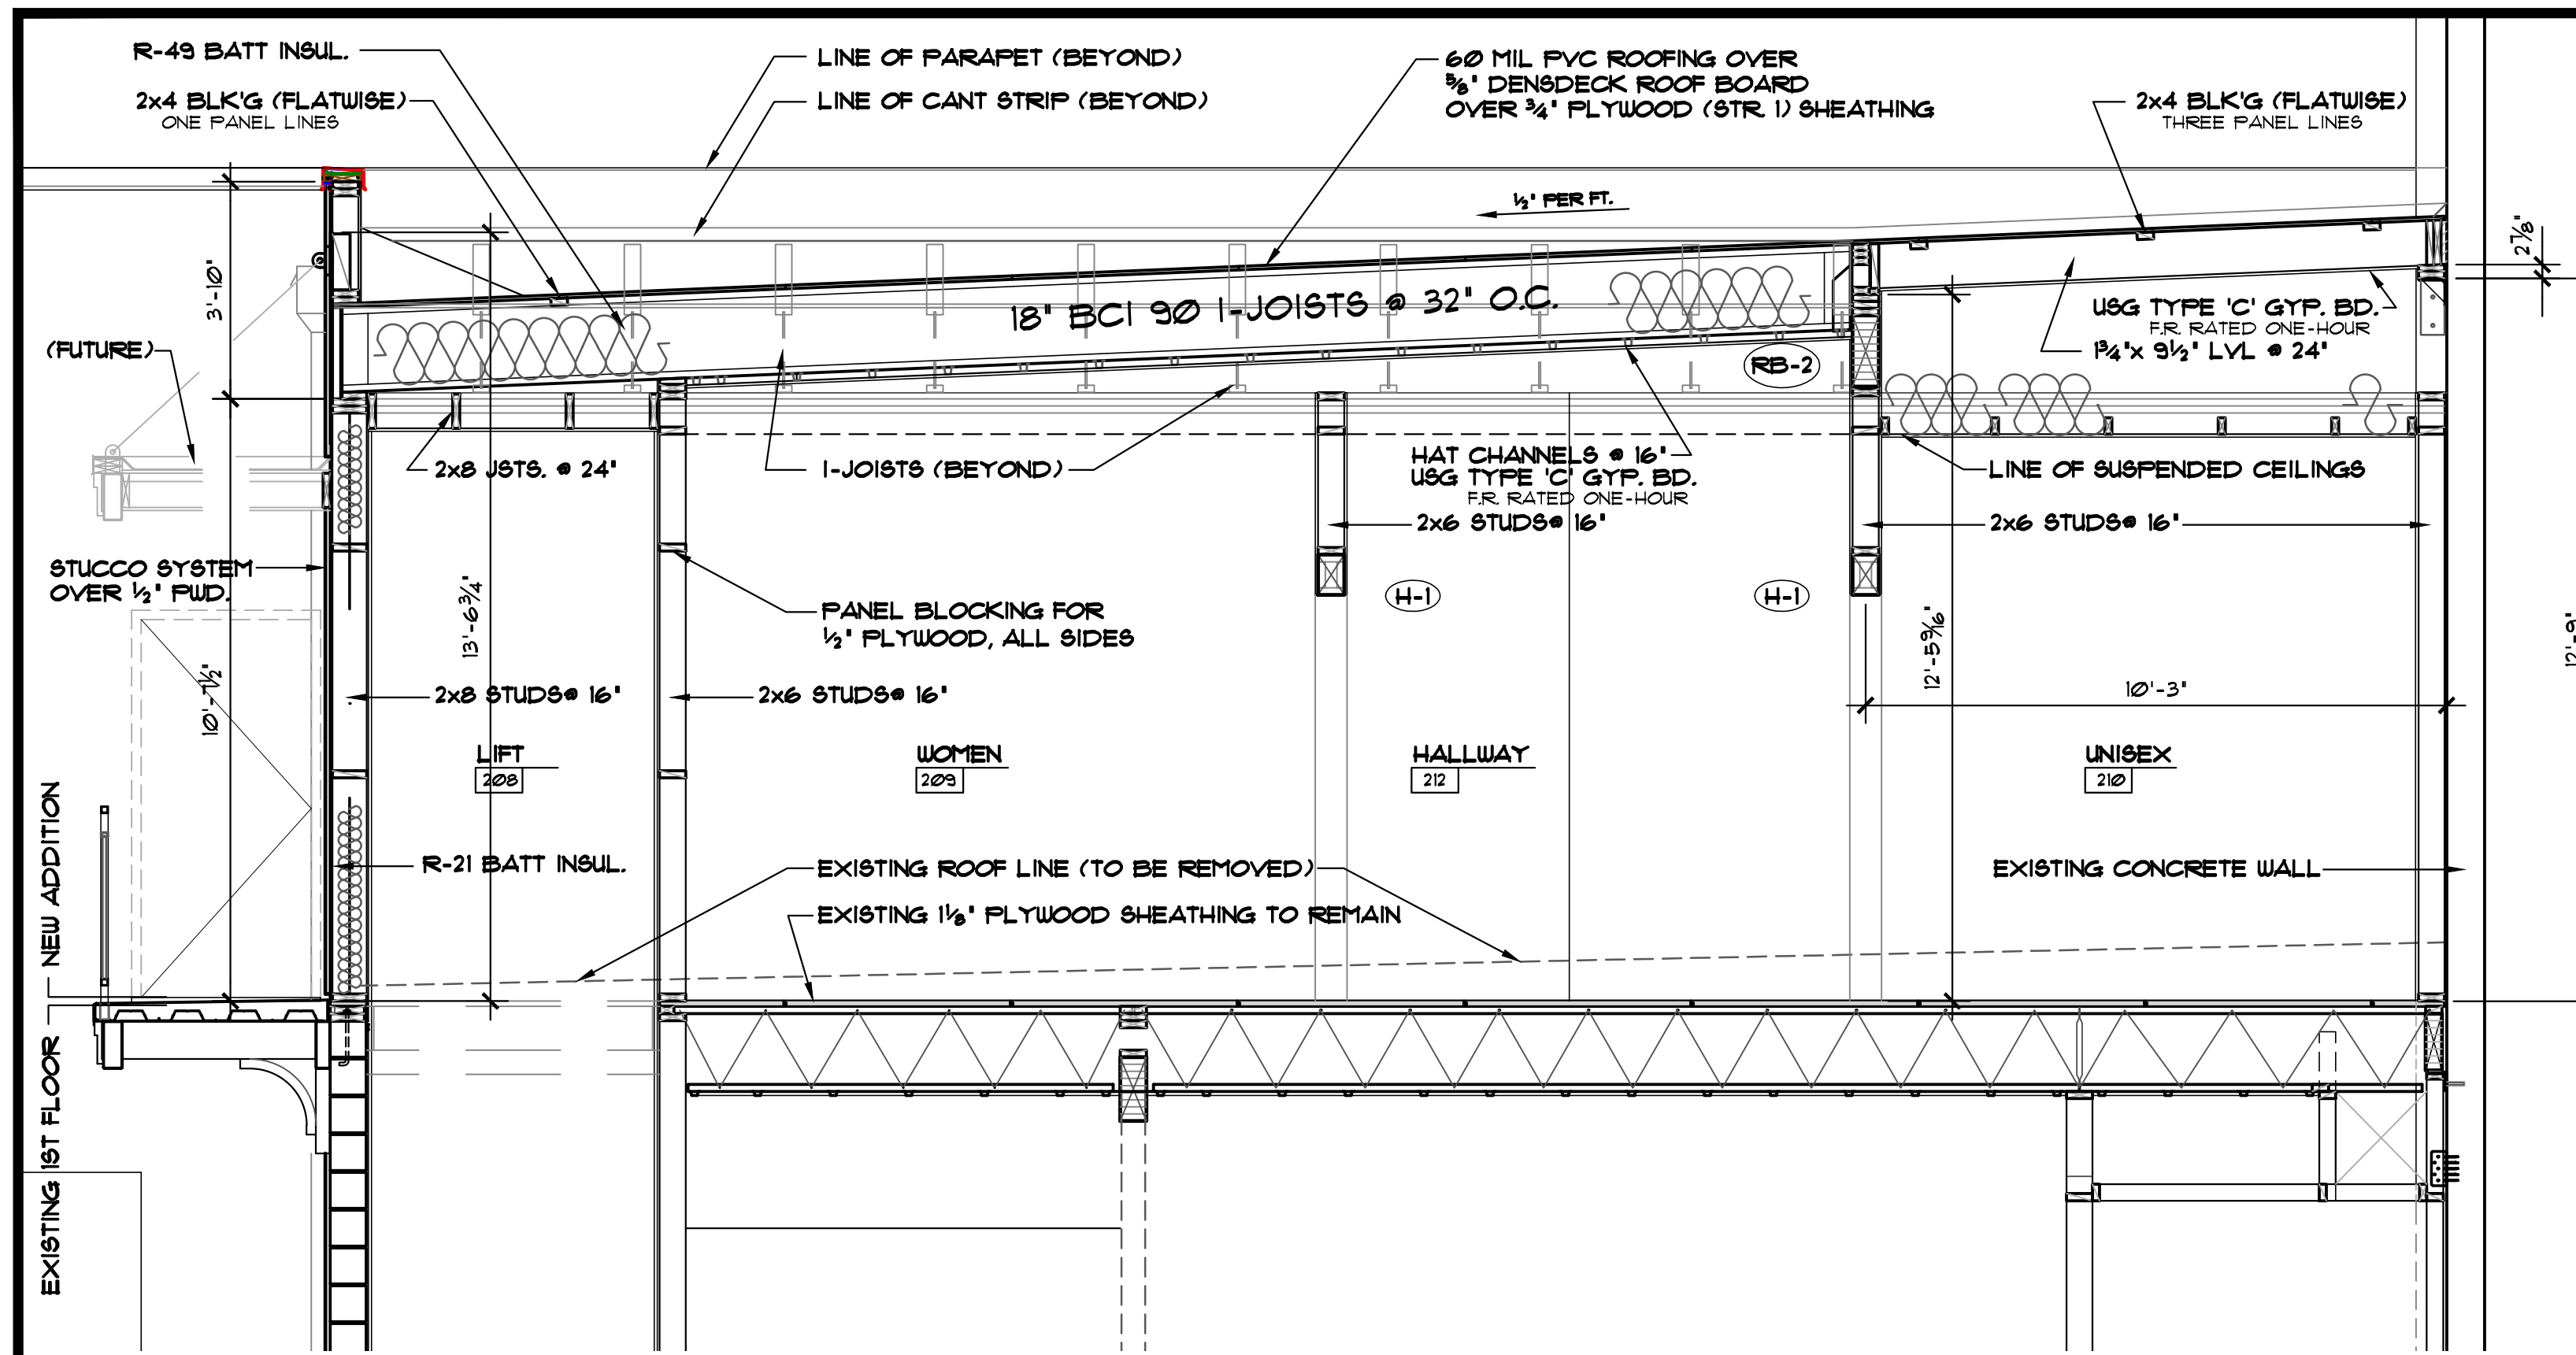 R-49 BATT INSUL.
2x4 BLK'G (FLATWISE)
ONE PANEL LINES
LINE OF PARAPET (BEYOND)
LINE OF CANT STRIP (BEYOND)
60 MIL PVC ROOFING OVER
5/8" DENSDECK ROOF BOARD
OVER 3/4" PLYWOOD (STR. 1) SHEATHING
2x4 BLK'G (FLATWISE)
THREE PANEL LINES
1/2" PER FT.
2 7/8"
3'-10"
18" BCI 90 I-JOISTS @ 32" O.C.
USG TYPE 'C' GYP. BD.
F.R. RATED ONE-HOUR
1 3/4"x 9 1/2" LVL @ 24"
(FUTURE)
RB-2
2x8 JSTS. @ 24"
I-JOISTS (BEYOND)
HAT CHANNELS @ 16"
USG TYPE 'C' GYP. BD.
F.R. RATED ONE-HOUR
LINE OF SUSPENDED CEILINGS
2x6 STUDS@ 16"
2x6 STUDS@ 16"
STUCCO SYSTEM
OVER 1/2" PWD.
13'-6 3/4"
H-1
H-1
PANEL BLOCKING FOR
1/2" PLYWOOD, ALL SIDES
12'-5 9/16"
12'-9"
10'-7 1/2"
2x8 STUDS@ 16"
2x6 STUDS@ 16"
10'-3"
LIFT
208
WOMEN
209
HALLWAY
212
UNISEX
210
R-21 BATT INSUL.
EXISTING ROOF LINE (TO BE REMOVED)
EXISTING CONCRETE WALL
EXISTING 1 1/8" PLYWOOD SHEATHING TO REMAIN
NEW ADDITION
EXISTING 1ST FLOOR